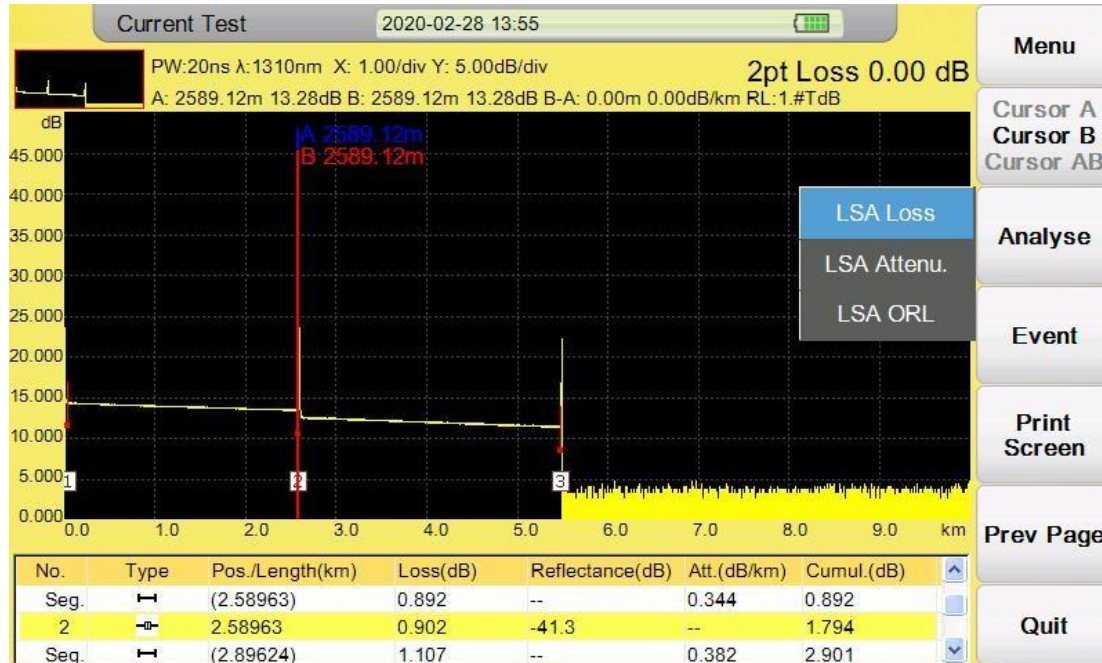 Current Test
2020-02-28 13:55
PW:20ns λ:1310nm X: 1.00/div Y: 5.00dB/div
2pt Loss 0.00 dB
A: 2589.12m 13.28dB B: 2589.12m 13.28dB B-A: 0.00m 0.00dB/km RL:1.#TdB
dB
A 2589.12m
B 2589.12m
45.000
40.000
35.000
30.000
25.000
20.000
15.000
10.000
5.000
0.000
1
2
3
0.0 1.0 2.0 3.0 4.0 5.0 6.0 7.0 8.0 9.0 km
LSA Loss
LSA Attenu.
LSA ORL
No. Type Pos./Length(km) Loss(dB) Reflectance(dB) Att.(dB/km) Cumul.(dB)
Seg. (2.58963) 0.892 -- 0.344 0.892
2 2.58963 0.902 -41.3 -- 1.794
Seg. (2.89624) 1.107 -- 0.382 2.901
Menu
Cursor A
Cursor B
Cursor AB
Analyse
Event
Print
Screen
Prev Page
Quit